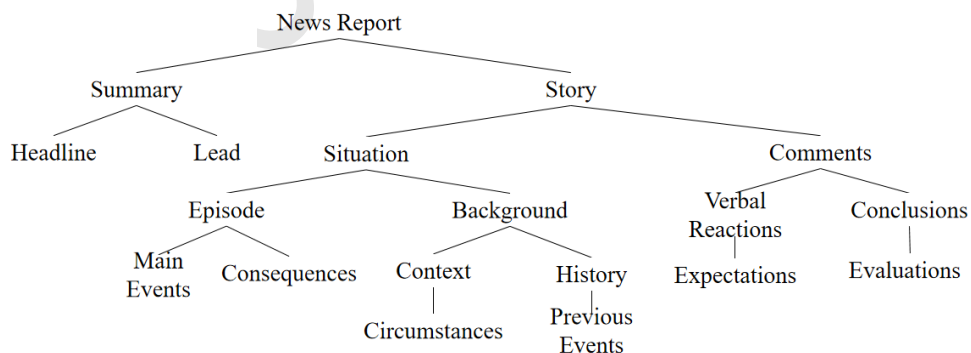 News Report
Summary
Story
Headline
Lead
Situation
Comments
Episode
Background
Verbal
Reactions
Conclusions
Main
Events
Consequences
Context
History
Expectations
Evaluations
Circumstances
Previous
Events